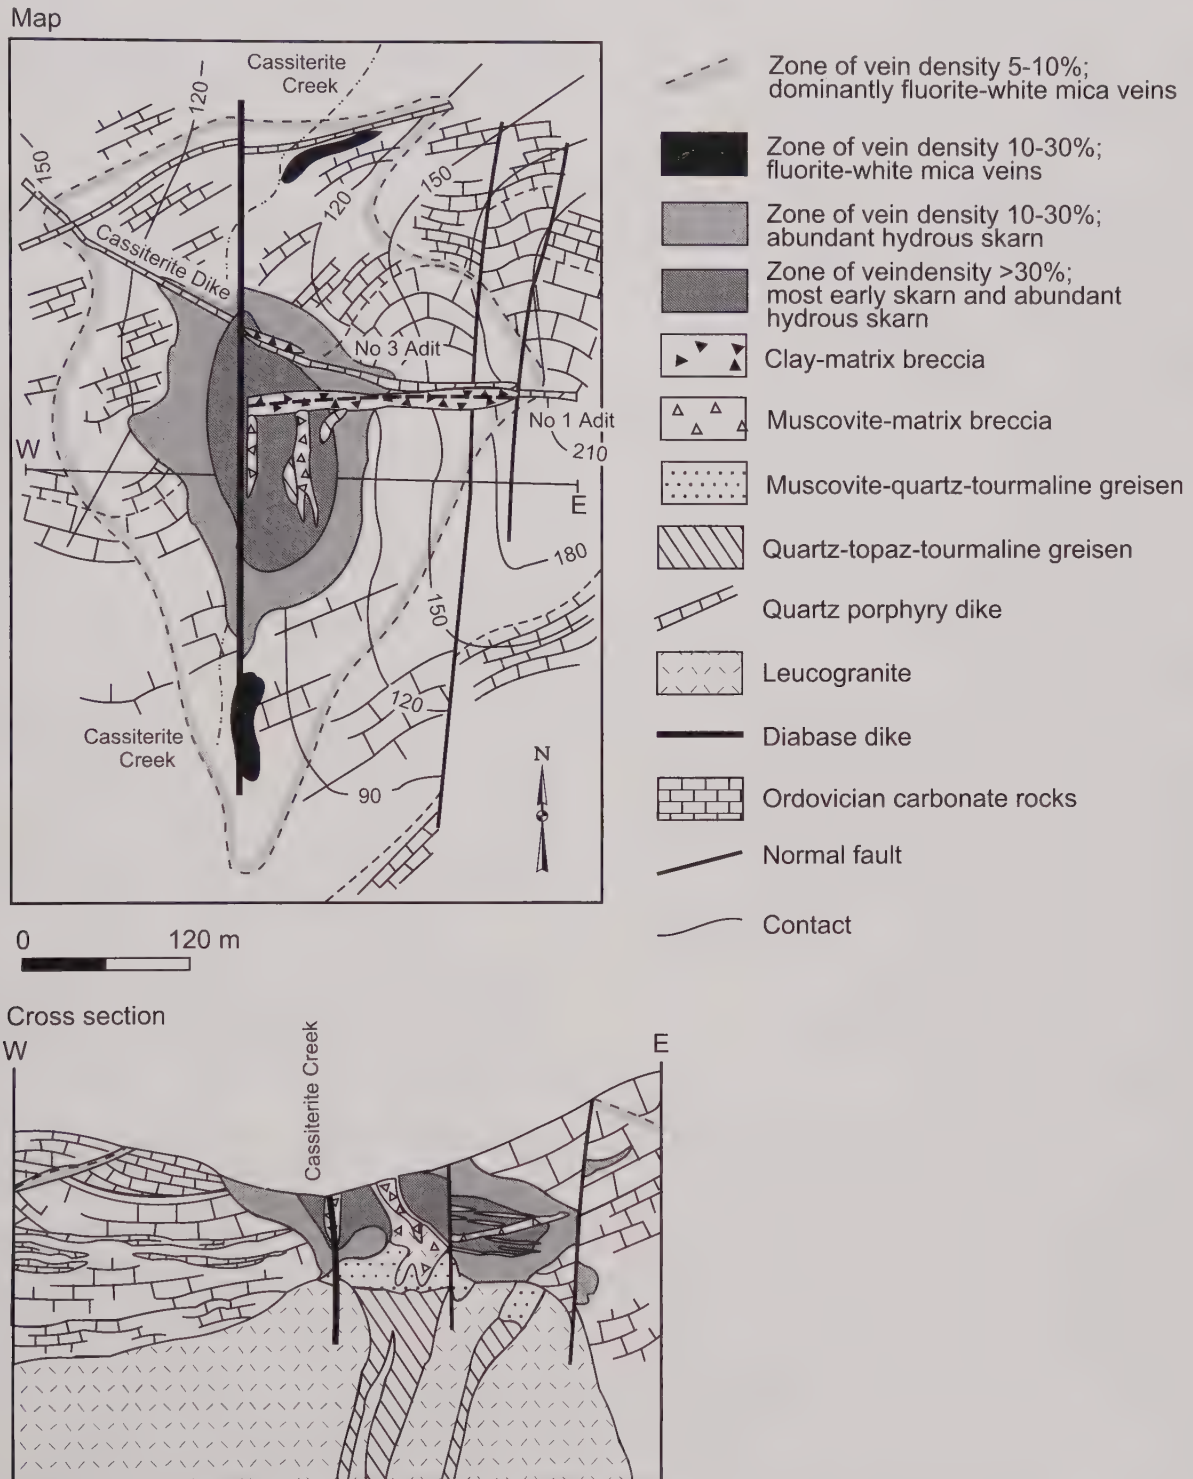 Map
Cassiterite
Creek
120
150
150
120
Cassiterite Dike
No 3 Adit
No 1 Adit
210
W
E
180
150
120
Cassiterite
Creek
90
N
0 120 m
Zone of vein density 5-10%;
dominantly fluorite-white mica veins
Zone of vein density 10-30%;
fluorite-white mica veins
Zone of vein density 10-30%;
abundant hydrous skarn
Zone of veindensity >30%;
most early skarn and abundant
hydrous skarn
Clay-matrix breccia
Muscovite-matrix breccia
Muscovite-quartz-tourmaline greisen
Quartz-topaz-tourmaline greisen
Quartz porphyry dike
Leucogranite
Diabase dike
Ordovician carbonate rocks
Normal fault
Contact
Cross section
W
Cassiterite Creek
E